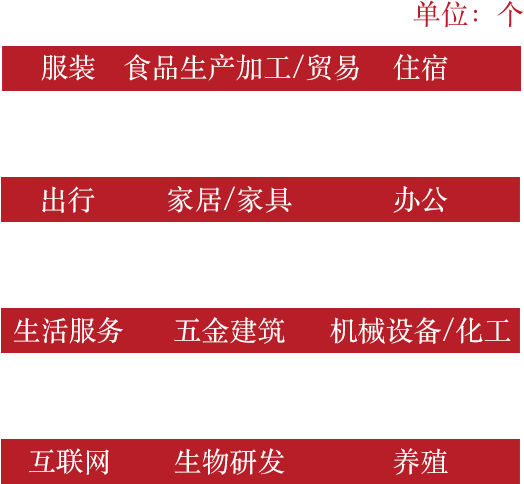 单位：个
服装 食品生产加工/贸易 住宿
出行 家居/家具 办公
生活服务 五金建筑 机械设备/化工
互联网 生物研发 养殖